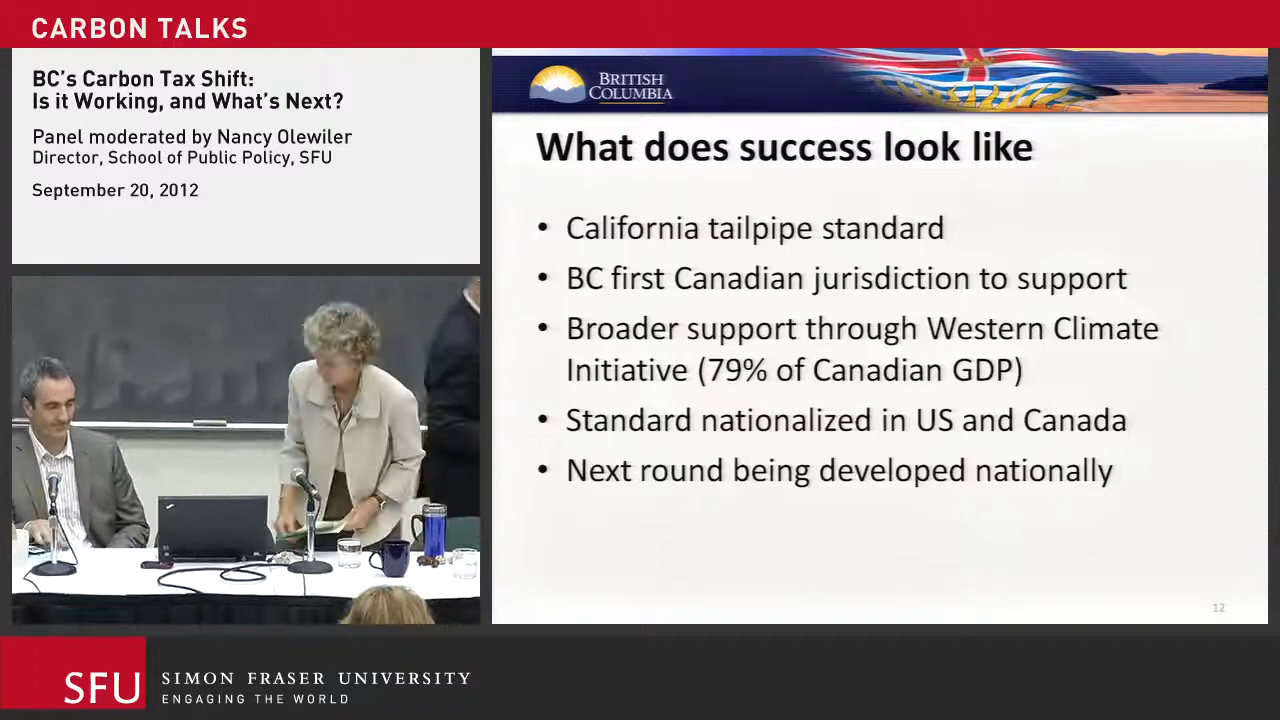 CARBON TALKS
BC's Carbon Tax Shift:
Is it Working, and What's Next?
Panel moderated by Nancy Olewiler
Director, School of Public Policy, SFU
September 20, 2012
BRITISH
COLUMBIA
What does success look like
• California tailpipe standard
• BC first Canadian jurisdiction to support
• Broader support through Western Climate
Initiative (79% of Canadian GDP)
• Standard nationalized in US and Canada
• Next round being developed nationally
12
SFU
SIMON FRASER UNIVERSITY
ENGAGING THE WORLD